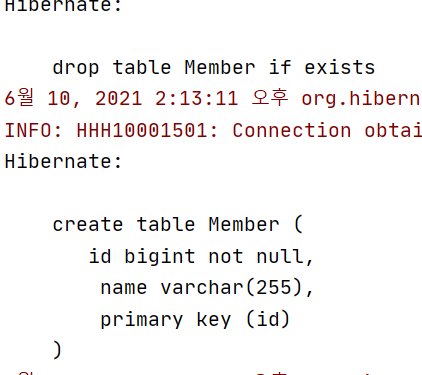 Hibernate:
drop table Member if exists
6월 10, 2021 2:13:11 오후 org.hibern
INFO: HHH10001501: Connection obtai
Hibernate:
create table Member (
id bigint not null,
name varchar(255),
primary key (id)
)